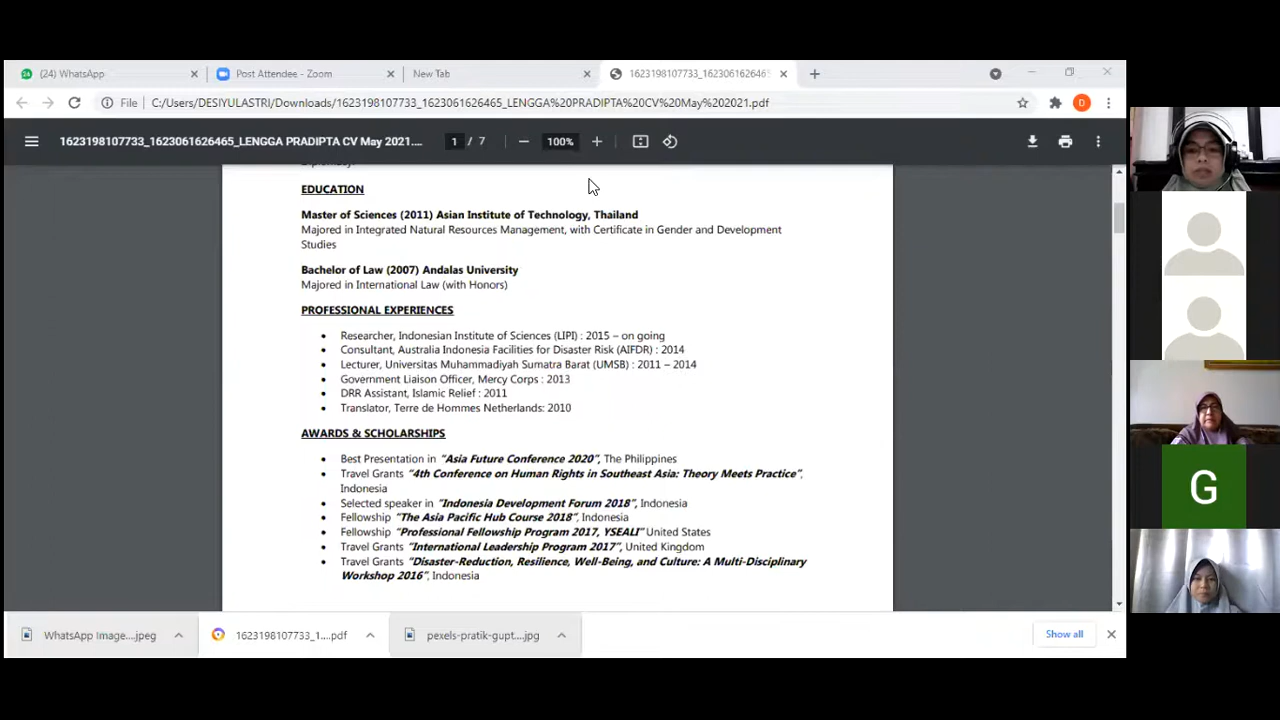 (24) WhatsApp
Post Attendee - Zoom
New Tab
1623198107733_1623061626465
File C:/Users/DESIYULASTRI/Downloads/1623198107733_1623061626465_LENGGA%20PRADIPTA%20CV%20May%202021.pdf
D
1623198107733_1623061626465_LENGGA PRADIPTA CV May 2021....
1 / 7
100%
EDUCATION
Master of Sciences (2011) Asian Institute of Technology, Thailand
Majored in Integrated Natural Resources Management, with Certificate in Gender and Development
Studies
Bachelor of Law (2007) Andalas University
Majored in International Law (with Honors)
PROFESSIONAL EXPERIENCES
• Researcher, Indonesian Institute of Sciences (LIPI) : 2015 – on going
• Consultant, Australia Indonesia Facilities for Disaster Risk (AIFDR) : 2014
• Lecturer, Universitas Muhammadiyah Sumatra Barat (UMSB) : 2011 – 2014
• Government Liaison Officer, Mercy Corps : 2013
• DRR Assistant, Islamic Relief : 2011
• Translator, Terre de Hommes Netherlands: 2010
AWARDS & SCHOLARSHIPS
• Best Presentation in "Asia Future Conference 2020", The Philippines
• Travel Grants "4th Conference on Human Rights in Southeast Asia: Theory Meets Practice",
Indonesia
• Selected speaker in "Indonesia Development Forum 2018", Indonesia
• Fellowship "The Asia Pacific Hub Course 2018", Indonesia
• Fellowship "Professional Fellowship Program 2017, YSEALI" United States
• Travel Grants "International Leadership Program 2017", United Kingdom
• Travel Grants "Disaster-Reduction, Resilience, Well-Being, and Culture: A Multi-Disciplinary
Workshop 2016", Indonesia
G
WhatsApp Image....jpeg
1623198107733_1....pdf
pexels-pratik-gupt....jpg
Show all